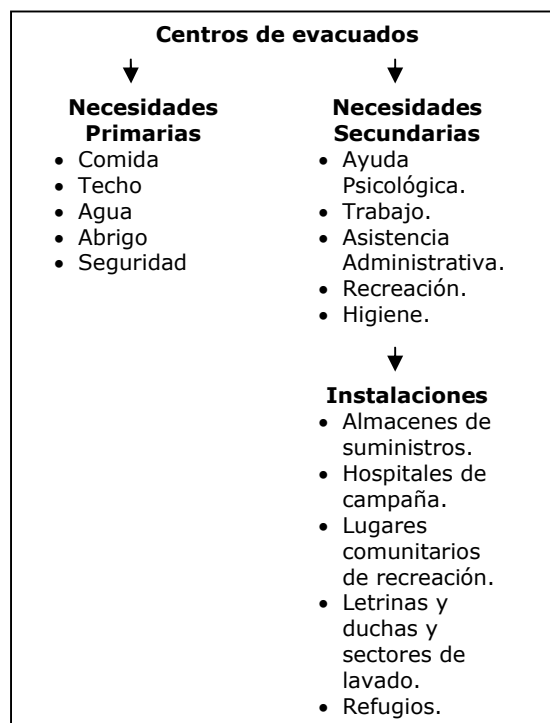 Centros de evacuados
Necesidades
Primarias
• Comida
• Techo
• Agua
• Abrigo
• Seguridad
Necesidades
Secundarias
• Ayuda
Psicológica.
• Trabajo.
• Asistencia
Administrativa.
• Recreación.
• Higiene.
Instalaciones
• Almacenes de
suministros.
• Hospitales de
campaña.
• Lugares
comunitarios
de recreación.
• Letrinas y
duchas y
sectores de
lavado.
• Refugios.